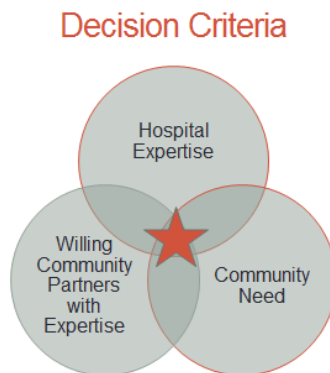 Decision Criteria
Hospital
Expertise
Willing
Community
Partners
with
Expertise
Community
Need